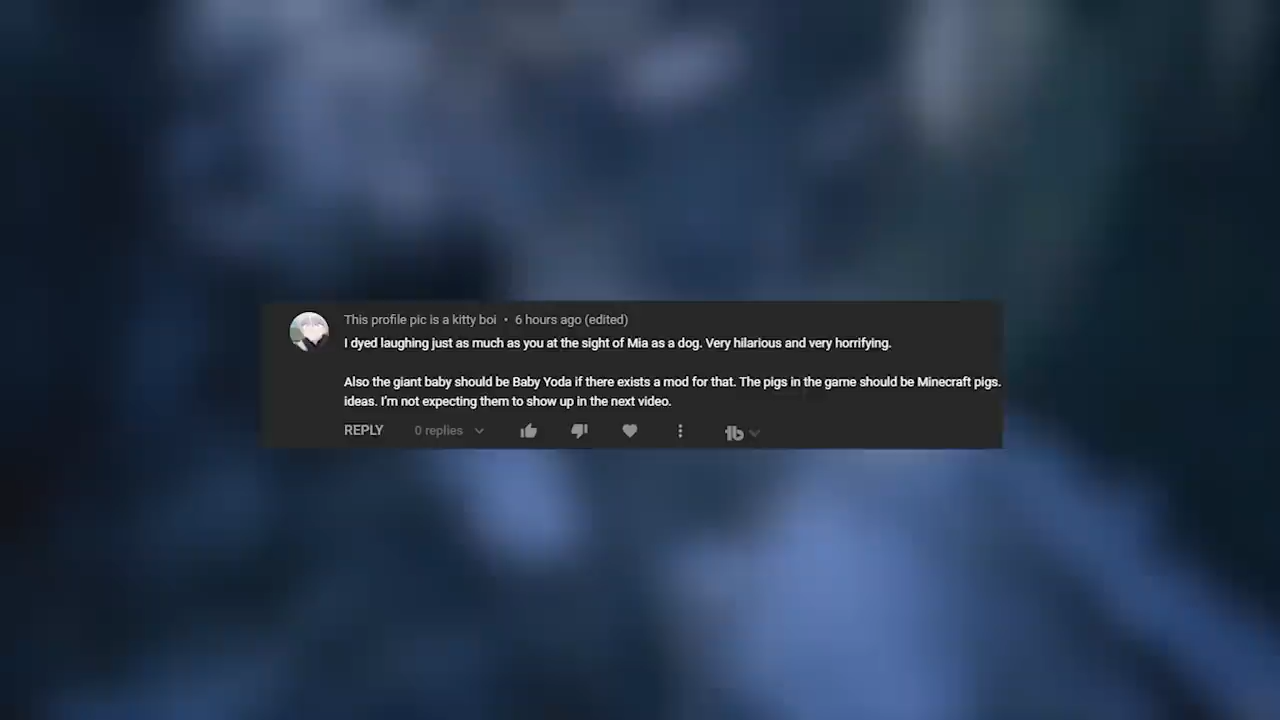 This profile pic is a kitty boi • 6 hours ago (edited)
I dyed laughing just as much as you at the sight of Mia as a dog. Very hilarious and very horrifying.
Also the giant baby should be Baby Yoda if there exists a mod for that. The pigs in the game should be Minecraft pigs.
ideas. I'm not expecting them to show up in the next video.
REPLY 0 replies